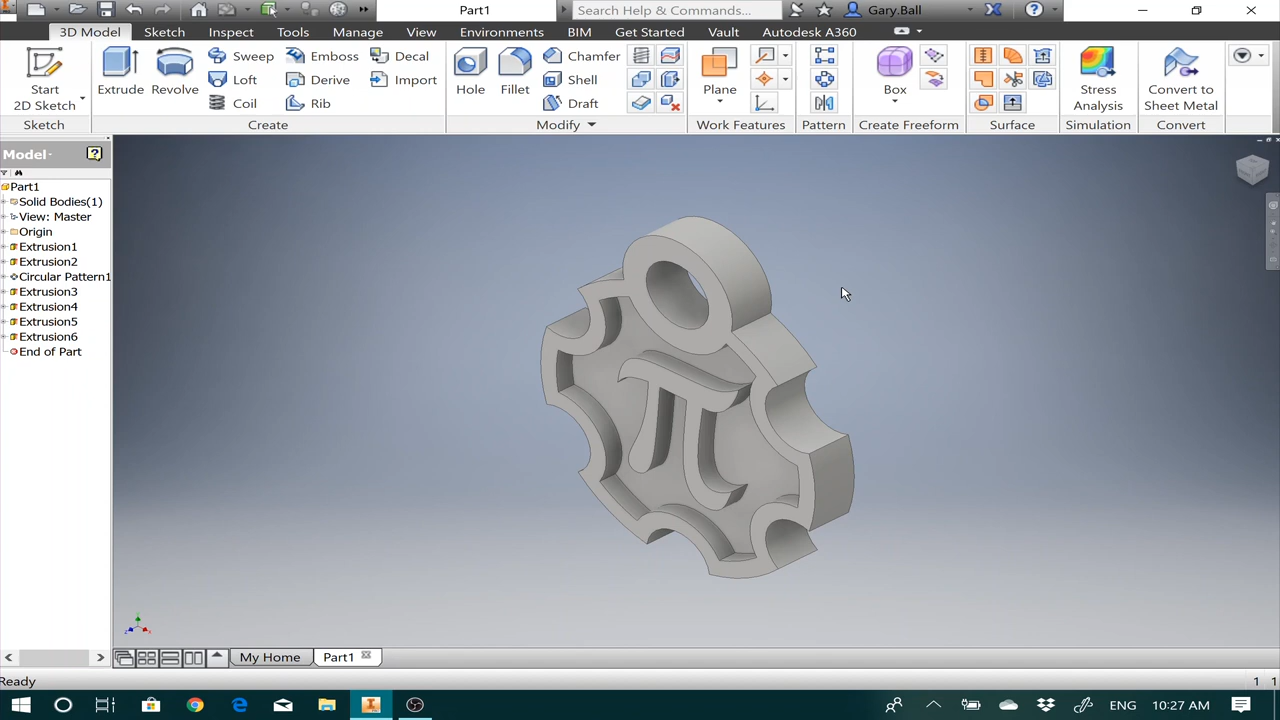 Part1
Search Help & Commands...
Gary.Ball
3D Model Sketch Inspect Tools Manage View Environments BIM Get Started Vault Autodesk A360
Start
2D Sketch
Extrude
Revolve
Sweep
Loft
Coil
Emboss
Derive
Rib
Decal
Import
Hole
Fillet
Chamfer
Shell
Draft
Plane
Box
Stress
Analysis
Convert to
Sheet Metal
Sketch Create Modify Work Features Pattern Create Freeform Surface Simulation Convert
Model
Part1
Solid Bodies(1)
View: Master
Origin
Extrusion1
Extrusion2
Circular Pattern1
Extrusion3
Extrusion4
Extrusion5
Extrusion6
End of Part
π
My Home Part1
Ready
1 1
ENG 10:27 AM